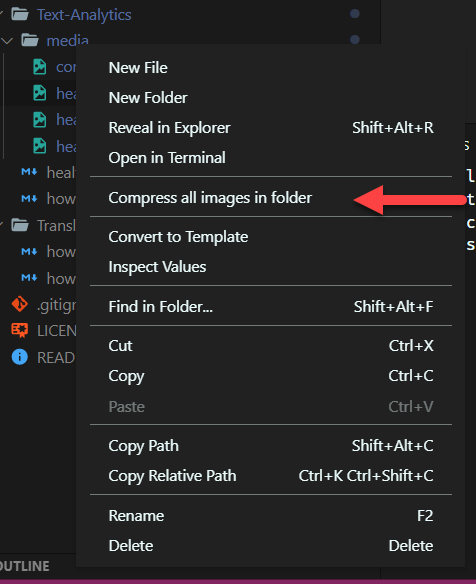 Text-Analytics
media
New File
New Folder
Reveal in Explorer Shift+Alt+R
Open in Terminal
Compress all images in folder
Convert to Template
Inspect Values
Find in Folder... Shift+Alt+F
Cut Ctrl+X
Copy Ctrl+C
Paste Ctrl+V
Copy Path Shift+Alt+C
Copy Relative Path Ctrl+K Ctrl+Shift+C
Rename F2
Delete Delete
con
hea
hea
hea
heal
how
Transl
how
how
.gitign
LICEN
READ
OUTLINE